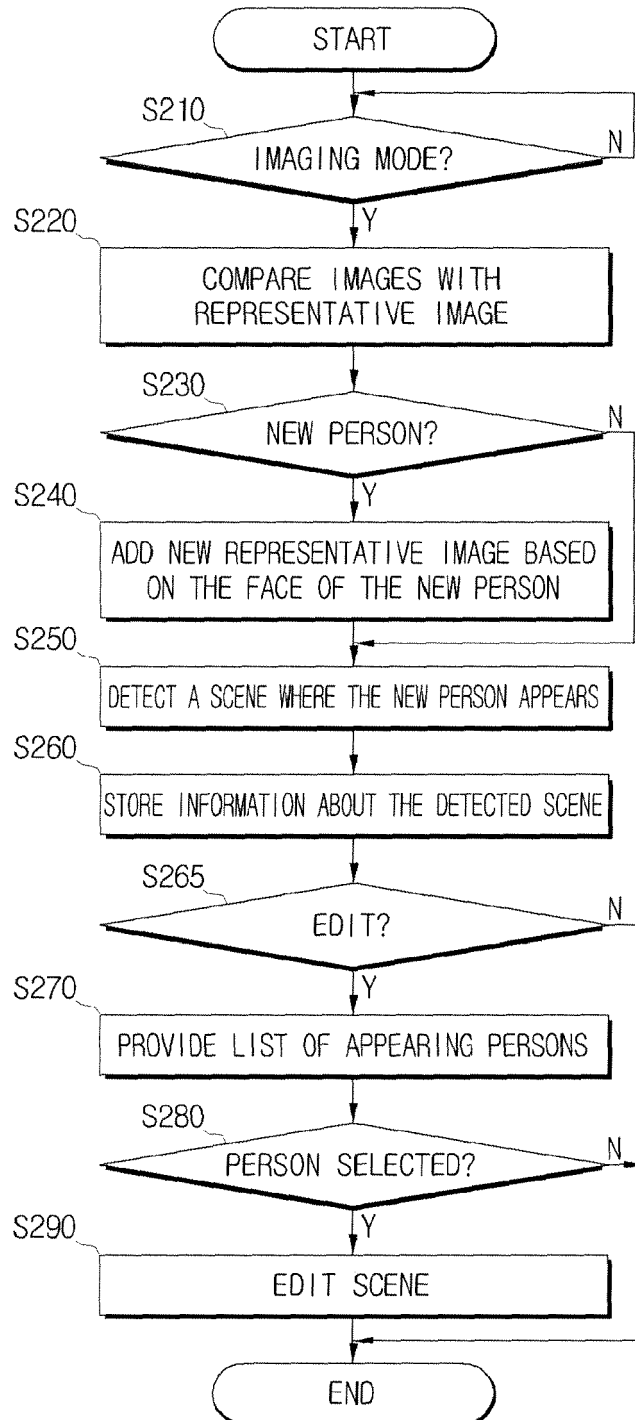 START
S210
IMAGING MODE?
N
Y
S220
COMPARE IMAGES WITH
REPRESENTATIVE IMAGE
S230
NEW PERSON?
N
Y
S240
ADD NEW REPRESENTATIVE IMAGE BASED
ON THE FACE OF THE NEW PERSON
S250
DETECT A SCENE WHERE THE NEW PERSON APPEARS
S260
STORE INFORMATION ABOUT THE DETECTED SCENE
S265
EDIT?
N
Y
S270
PROVIDE LIST OF APPEARING PERSONS
S280
PERSON SELECTED?
N
Y
S290
EDIT SCENE
END